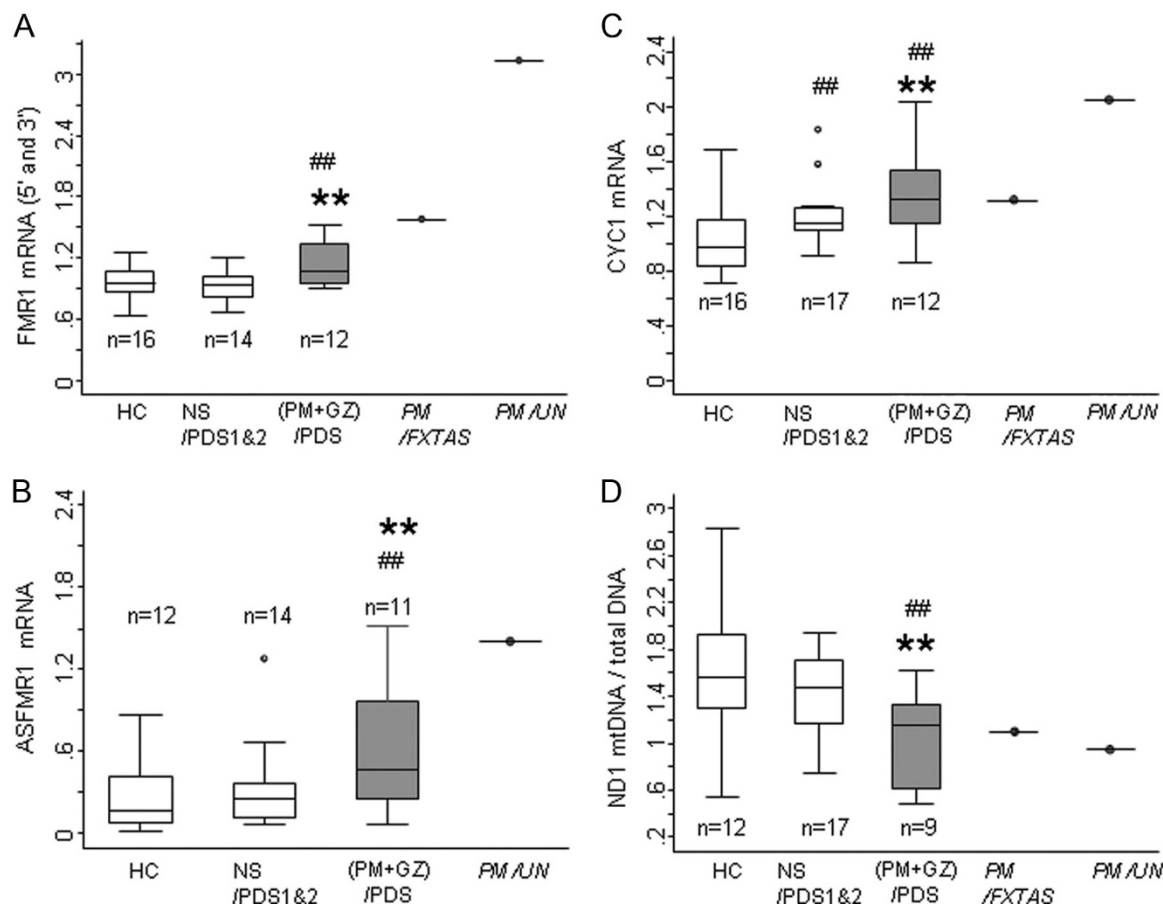 A
FMR1 mRNA (5' and 3')
3
2.4
1.8
1.2
.6
0
##
**
n=16 n=14 n=12
HC NS /PDS1&2 (PM+GZ) /PDS PM /FXTAS PM /UN
B
ASFMR1 mRNA
2.4
1.8
1.2
.6
0
**
##
n=12 n=14 n=11
HC NS /PDS1&2 (PM+GZ) /PDS PM /UN
C
CYC1 mRNA
2.4
2
1.6
1.2
.8
.4
0
## ##
**
n=16 n=17 n=12
HC NS /PDS1&2 (PM+GZ) /PDS PM /FXTAS PM /UN
D
ND1 mtDNA / total DNA
3
2.6
2.2
1.8
1.4
1
.6
.2
##
**
n=12 n=17 n=9
HC NS /PDS1&2 (PM+GZ) /PDS PM /FXTAS PM /UN